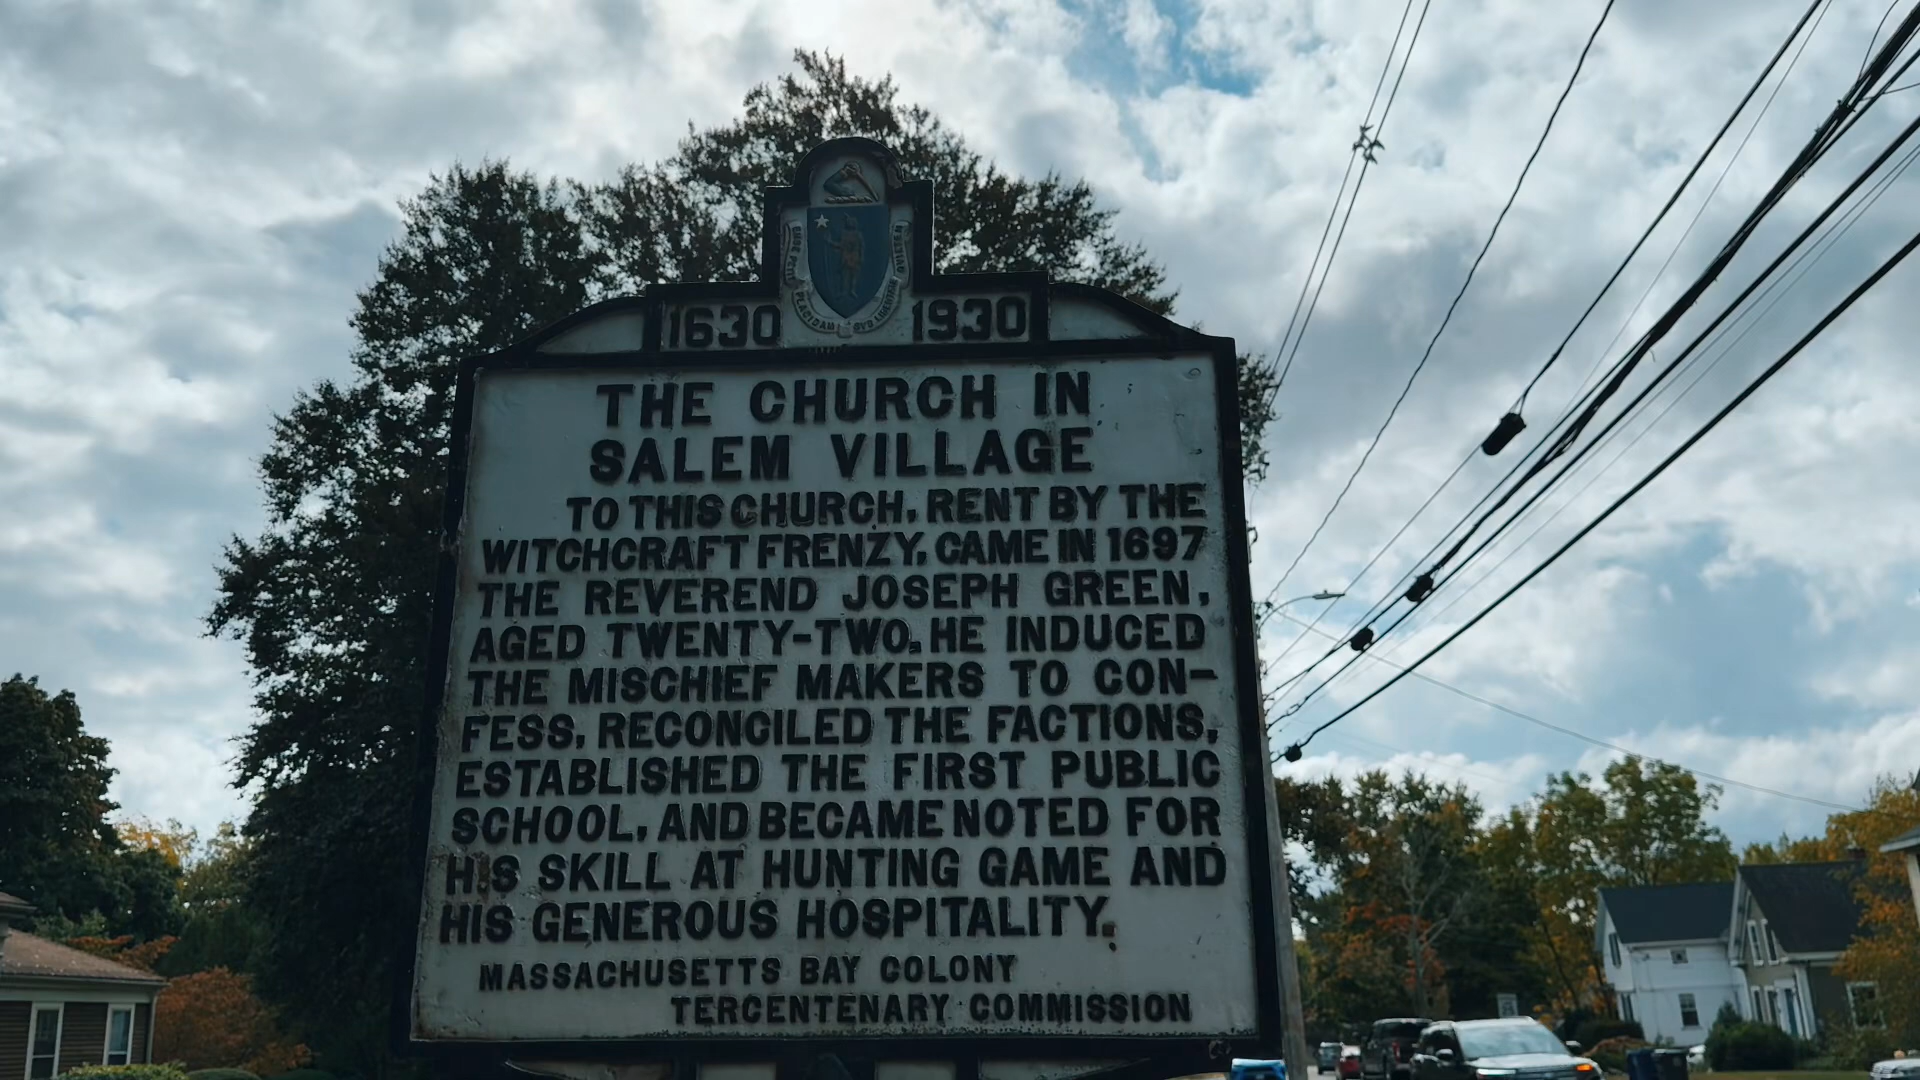 1630 1930
THE CHURCH IN
SALEM VILLAGE
TO THIS CHURCH, RENT BY THE
WITCHCRAFT FRENZY, CAME IN 1697
THE REVEREND JOSEPH GREEN,
AGED TWENTY-TWO. HE INDUCED
THE MISCHIEF MAKERS TO CON-
FESS, RECONCILED THE FACTIONS,
ESTABLISHED THE FIRST PUBLIC
SCHOOL, AND BECAME NOTED FOR
HIS SKILL AT HUNTING GAME AND
HIS GENEROUS HOSPITALITY.
MASSACHUSETTS BAY COLONY
TERCENTENARY COMMISSION